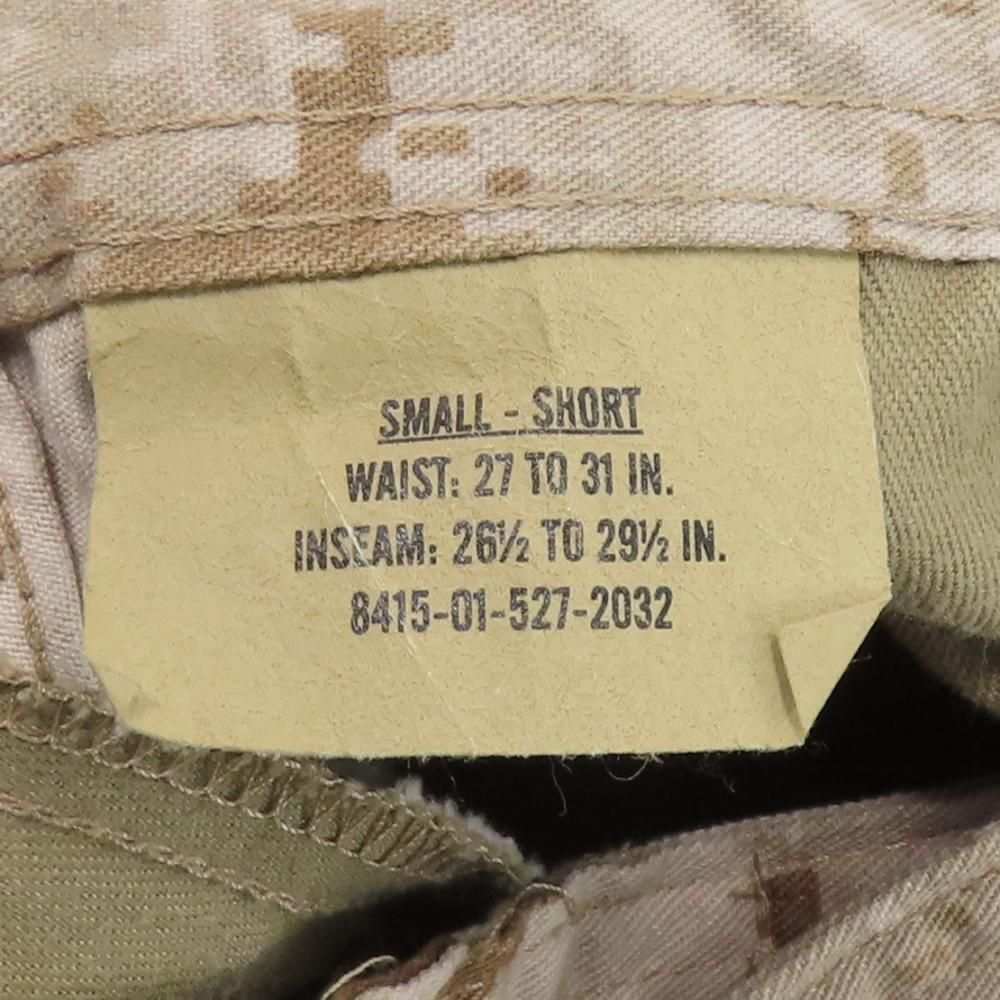 SMALL - SHORT
WAIST: 27 TO 31 IN.
INSEAM: 26½ TO 29½ IN.
8415-01-527-2032